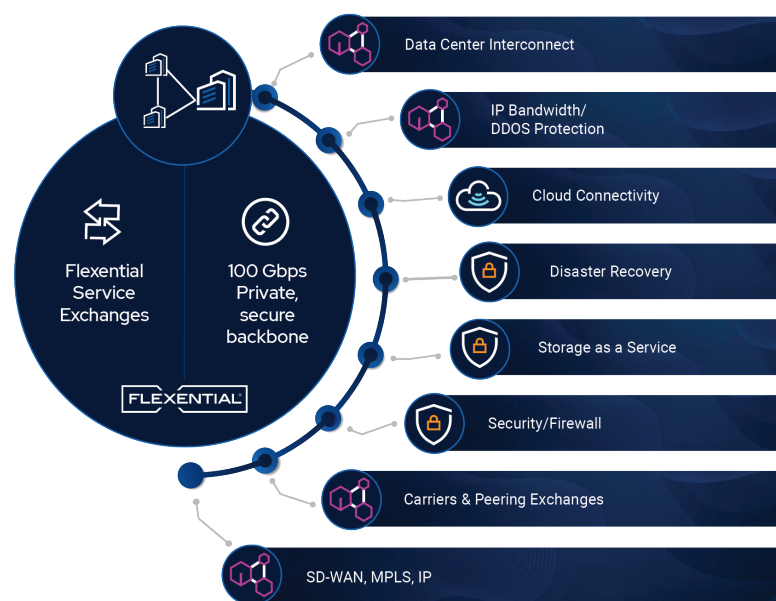 Data Center Interconnect
IP Bandwidth/
DDOS Protection
Cloud Connectivity
Disaster Recovery
Storage as a Service
Security/Firewall
Carriers & Peering Exchanges
SD-WAN, MPLS, IP
Flexential
Service
Exchanges
100 Gbps
Private,
secure
backbone
FLEXENTIAL